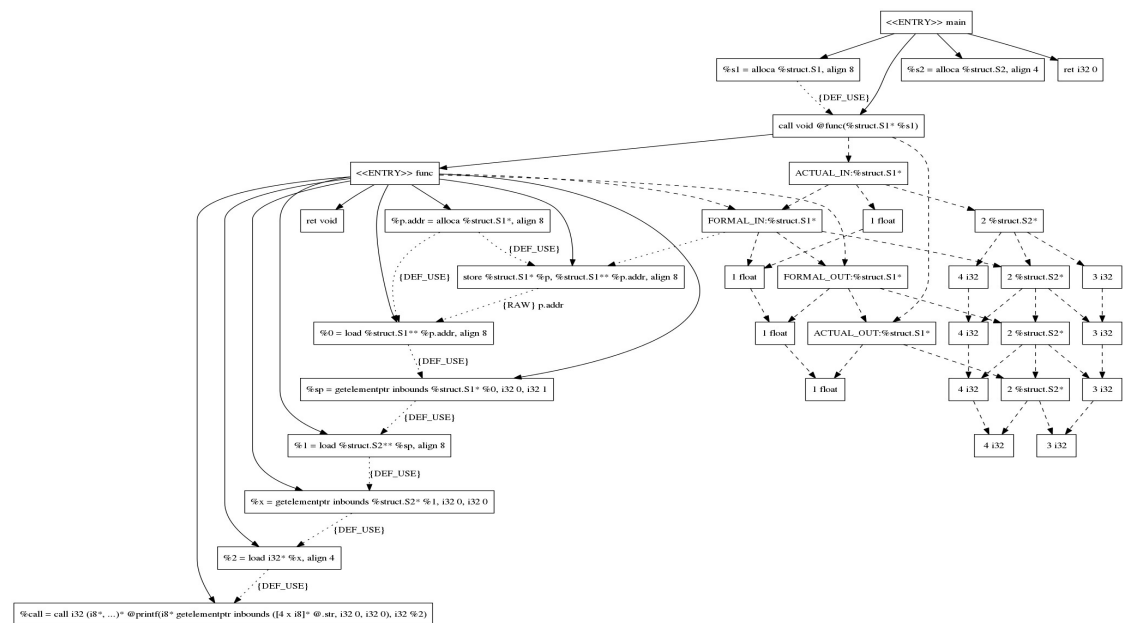 <<ENTRY>> main
%s1 = alloca %struct.S1, align 8
%s2 = alloca %struct.S2, align 4
ret i32 0
{DEF_USE}
call void @func(%struct.S1* %s1)
<<ENTRY>> func
ACTUAL_IN:%struct.S1*
ret void
%p.addr = alloca %struct.S1*, align 8
FORMAL_IN:%struct.S1*
1 float
2 %struct.S2*
{DEF_USE}
{DEF_USE}
store %struct.S1* %p, %struct.S1** %p.addr, align 8
1 float
FORMAL_OUT:%struct.S1*
4 i32
2 %struct.S2*
3 i32
{RAW} p.addr
%0 = load %struct.S1** %p.addr, align 8
1 float
ACTUAL_OUT:%struct.S1*
4 i32
2 %struct.S2*
3 i32
{DEF_USE}
%sp = getelementptr inbounds %struct.S1* %0, i32 0, i32 1
1 float
4 i32
2 %struct.S2*
3 i32
{DEF_USE}
%1 = load %struct.S2** %sp, align 8
4 i32
3 i32
{DEF_USE}
%x = getelementptr inbounds %struct.S2* %1, i32 0, i32 0
{DEF_USE}
%2 = load i32* %x, align 4
{DEF_USE}
%call = call i32 (i8*, ...)* @printf(i8* getelementptr inbounds ([4 x i8]* @.str, i32 0, i32 0), i32 %2)